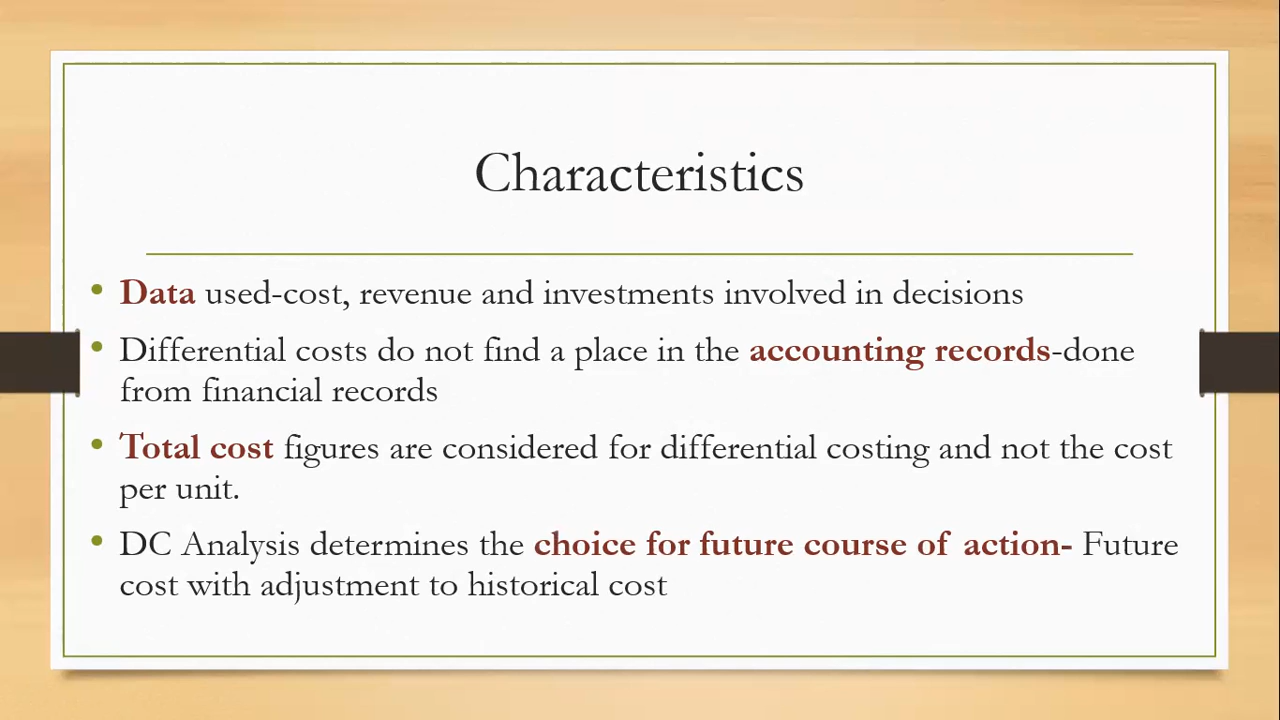 Characteristics
• Data used-cost, revenue and investments involved in decisions
• Differential costs do not find a place in the accounting records-done
from financial records
• Total cost figures are considered for differential costing and not the cost
per unit.
• DC Analysis determines the choice for future course of action- Future
cost with adjustment to historical cost